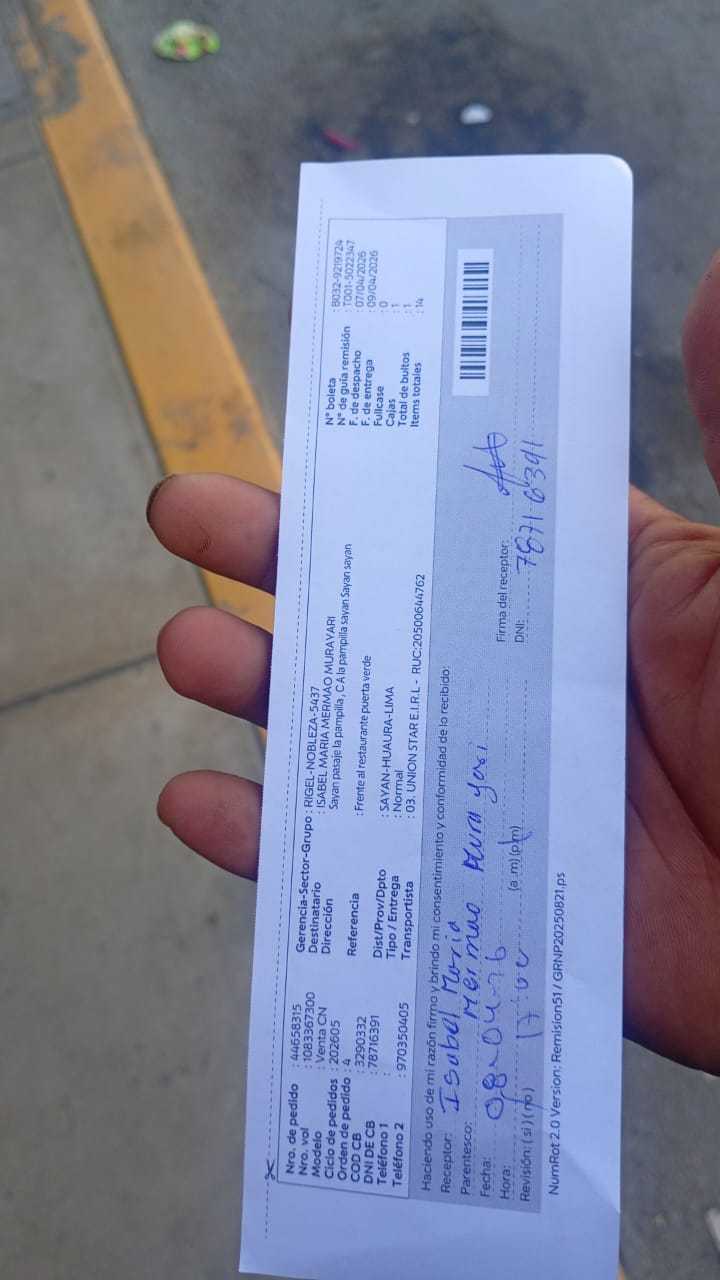 Nro. de pedido : 44658315
Nro. vol : 1083367300
Modelo : Venta CN
Ciclo de pedidos : 202605
Orden de pedido : 4
COD CB : 3290332
DNI DE CB : 78716391
Teléfono 1 :
Teléfono 2 : 970350405
Gerencia-Sector-Grupo : RIGEL-NOBLEZA-5437
Destinatario : ISABEL MARIA MERMAO MURAYARI
Dirección Sayan pasaje la pampilla , C A la pampilla sayan Sayan sayan
Referencia : Frente al restaurante puerta verde
Dist/Prov/Dpto : SAYAN-HUAURA-LIMA
Tipo / Entrega : Normal
Transportista : 03. UNION STAR E.I.R.L - RUC:20500644762
N° boleta : B032-9219724
N° de guía remisión : T001-5022347
F. de despacho : 07/04/2026
F. de entrega : 09/04/2026
Fullcase : 0
Cajas : 1
Total de bultos : 1
Items totales : 14
Haciendo uso de mi razón firmo y brindo mi consentimiento y conformidad de lo recibido:
Receptor: Isabel Maria
Mermao Mura yari
Parentesco:
Fecha: 08-04-26
Hora: 17:00 (a .m) (p m)
Revisión: ( si ) ( no )
Firma del receptor:
DNI: 78716391
NumRot 2.0 Version: Remision51 / GRNP20250821.ps